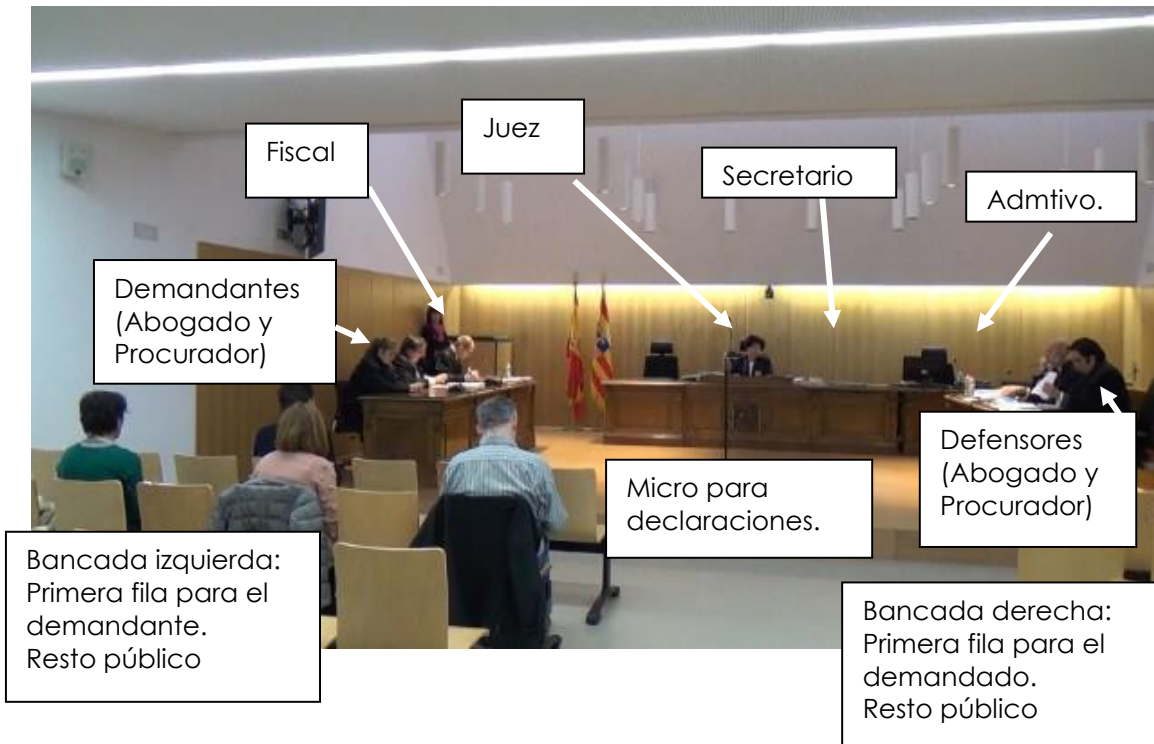 Juez
Fiscal
Secretario
Admtivo.
Demandantes
(Abogado y
Procurador)
Defensores
(Abogado y
Procurador)
Micro para
declaraciones.
Bancada izquierda:
Primera fila para el
demandante.
Resto público
Bancada derecha:
Primera fila para el
demandado.
Resto público